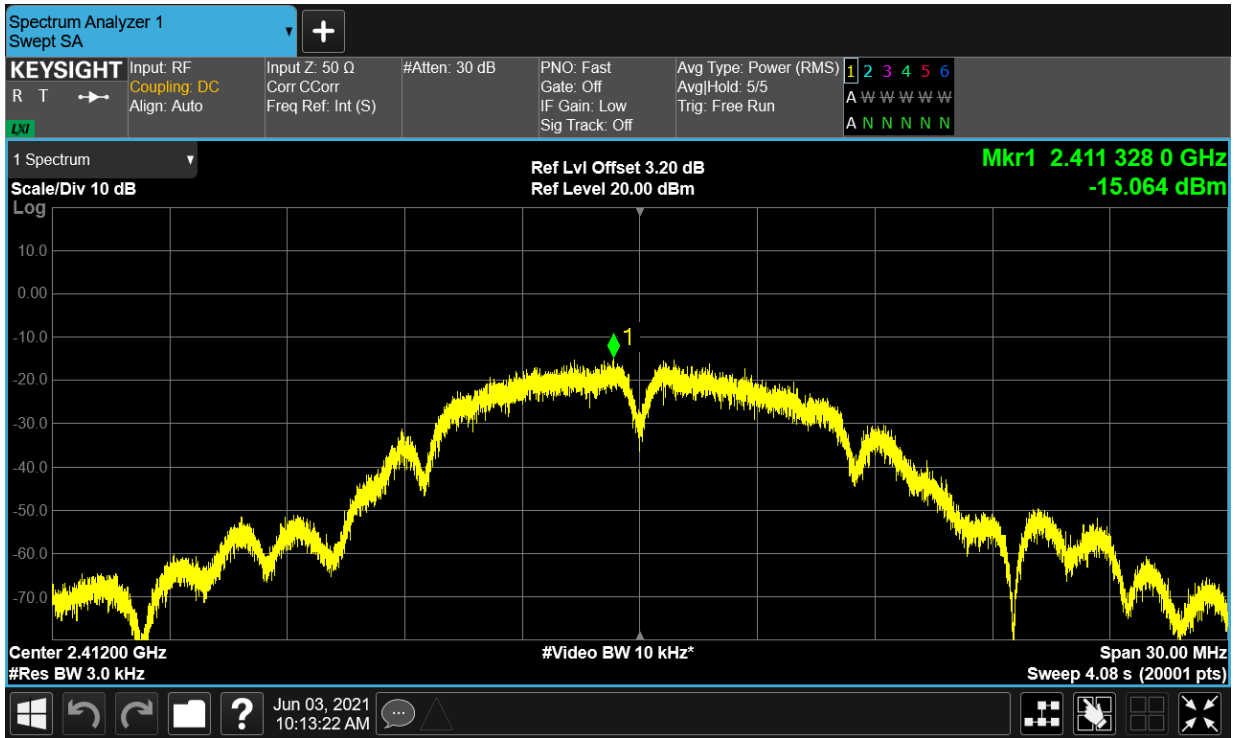 Spectrum Analyzer 1
Swept SA
KEYSIGHT
R T
LXI
Input: RF
Coupling: DC
Align: Auto
Input Z: 50 Ω
Corr CCorr
Freq Ref: Int (S)
#Atten: 30 dB
PNO: Fast
Gate: Off
IF Gain: Low
Sig Track: Off
Avg Type: Power (RMS)
Avg|Hold: 5/5
Trig: Free Run
1 2 3 4 5 6
A W W W W W
A N N N N N
1 Spectrum
Scale/Div 10 dB
Log
Ref Lvl Offset 3.20 dB
Ref Level 20.00 dBm
Mkr1 2.411 328 0 GHz
-15.064 dBm
10.0
0.00
-10.0
-20.0
-30.0
-40.0
-50.0
-60.0
-70.0
1
Center 2.41200 GHz
#Res BW 3.0 kHz
#Video BW 10 kHz*
Span 30.00 MHz
Sweep 4.08 s (20001 pts)
?
Jun 03, 2021
10:13:22 AM